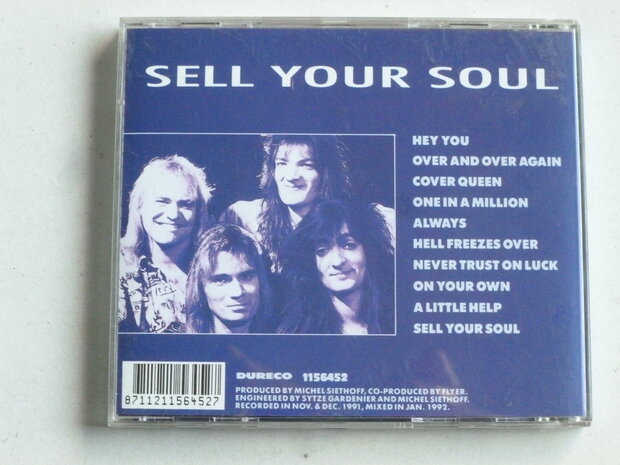 SELL YOUR SOUL
HEY YOU
OVER AND OVER AGAIN
COVER QUEEN
ONE IN A MILLION
ALWAYS
HELL FREEZES OVER
NEVER TRUST ON LUCK
ON YOUR OWN
A LITTLE HELP
SELL YOUR SOUL
8711211564527
DURECO 1156452
PRODUCED BY MICHEL SIETHOFF, CO-PRODUCED BY FLYER.
ENGINEERED BY SYTZE GARDENIER AND MICHEL SIETHOFF.
RECORDED IN NOV. & DEC. 1991, MIXED IN JAN. 1992.